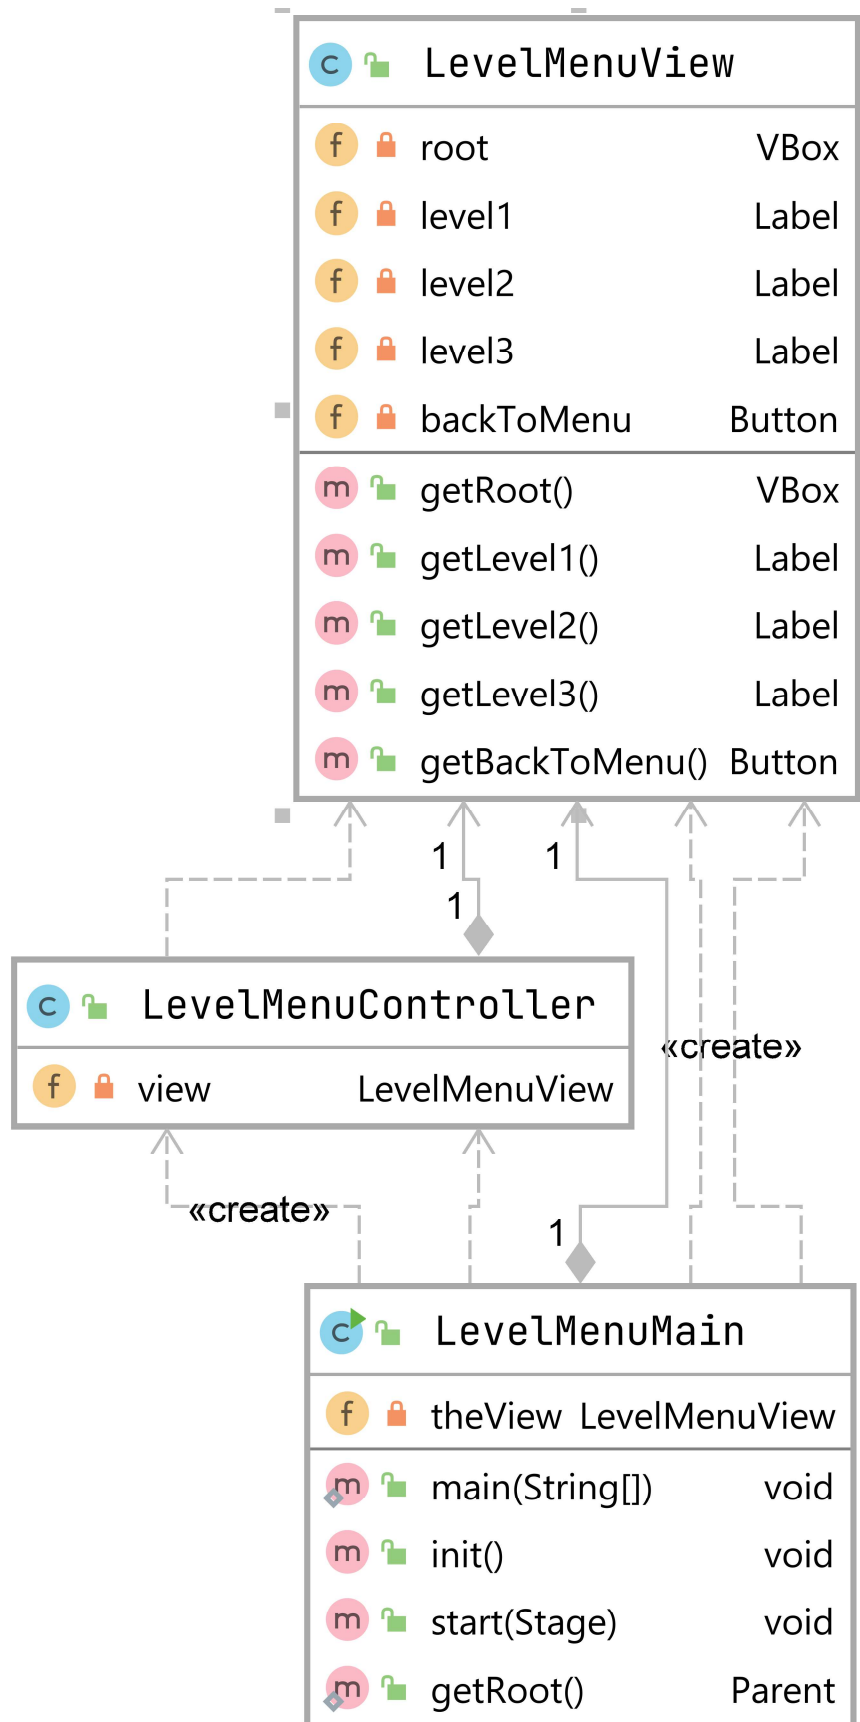 C LevelMenuView
f root VBox
f level1 Label
f level2 Label
f level3 Label
f backToMenu Button
m getRoot() VBox
m getLevel1() Label
m getLevel2() Label
m getLevel3() Label
m getBackToMenu() Button
1 1
1
C LevelMenuController
«create»
f view LevelMenuView
«create»
1
C LevelMenuMain
f theView LevelMenuView
m main(String[]) void
m init() void
m start(Stage) void
m getRoot() Parent